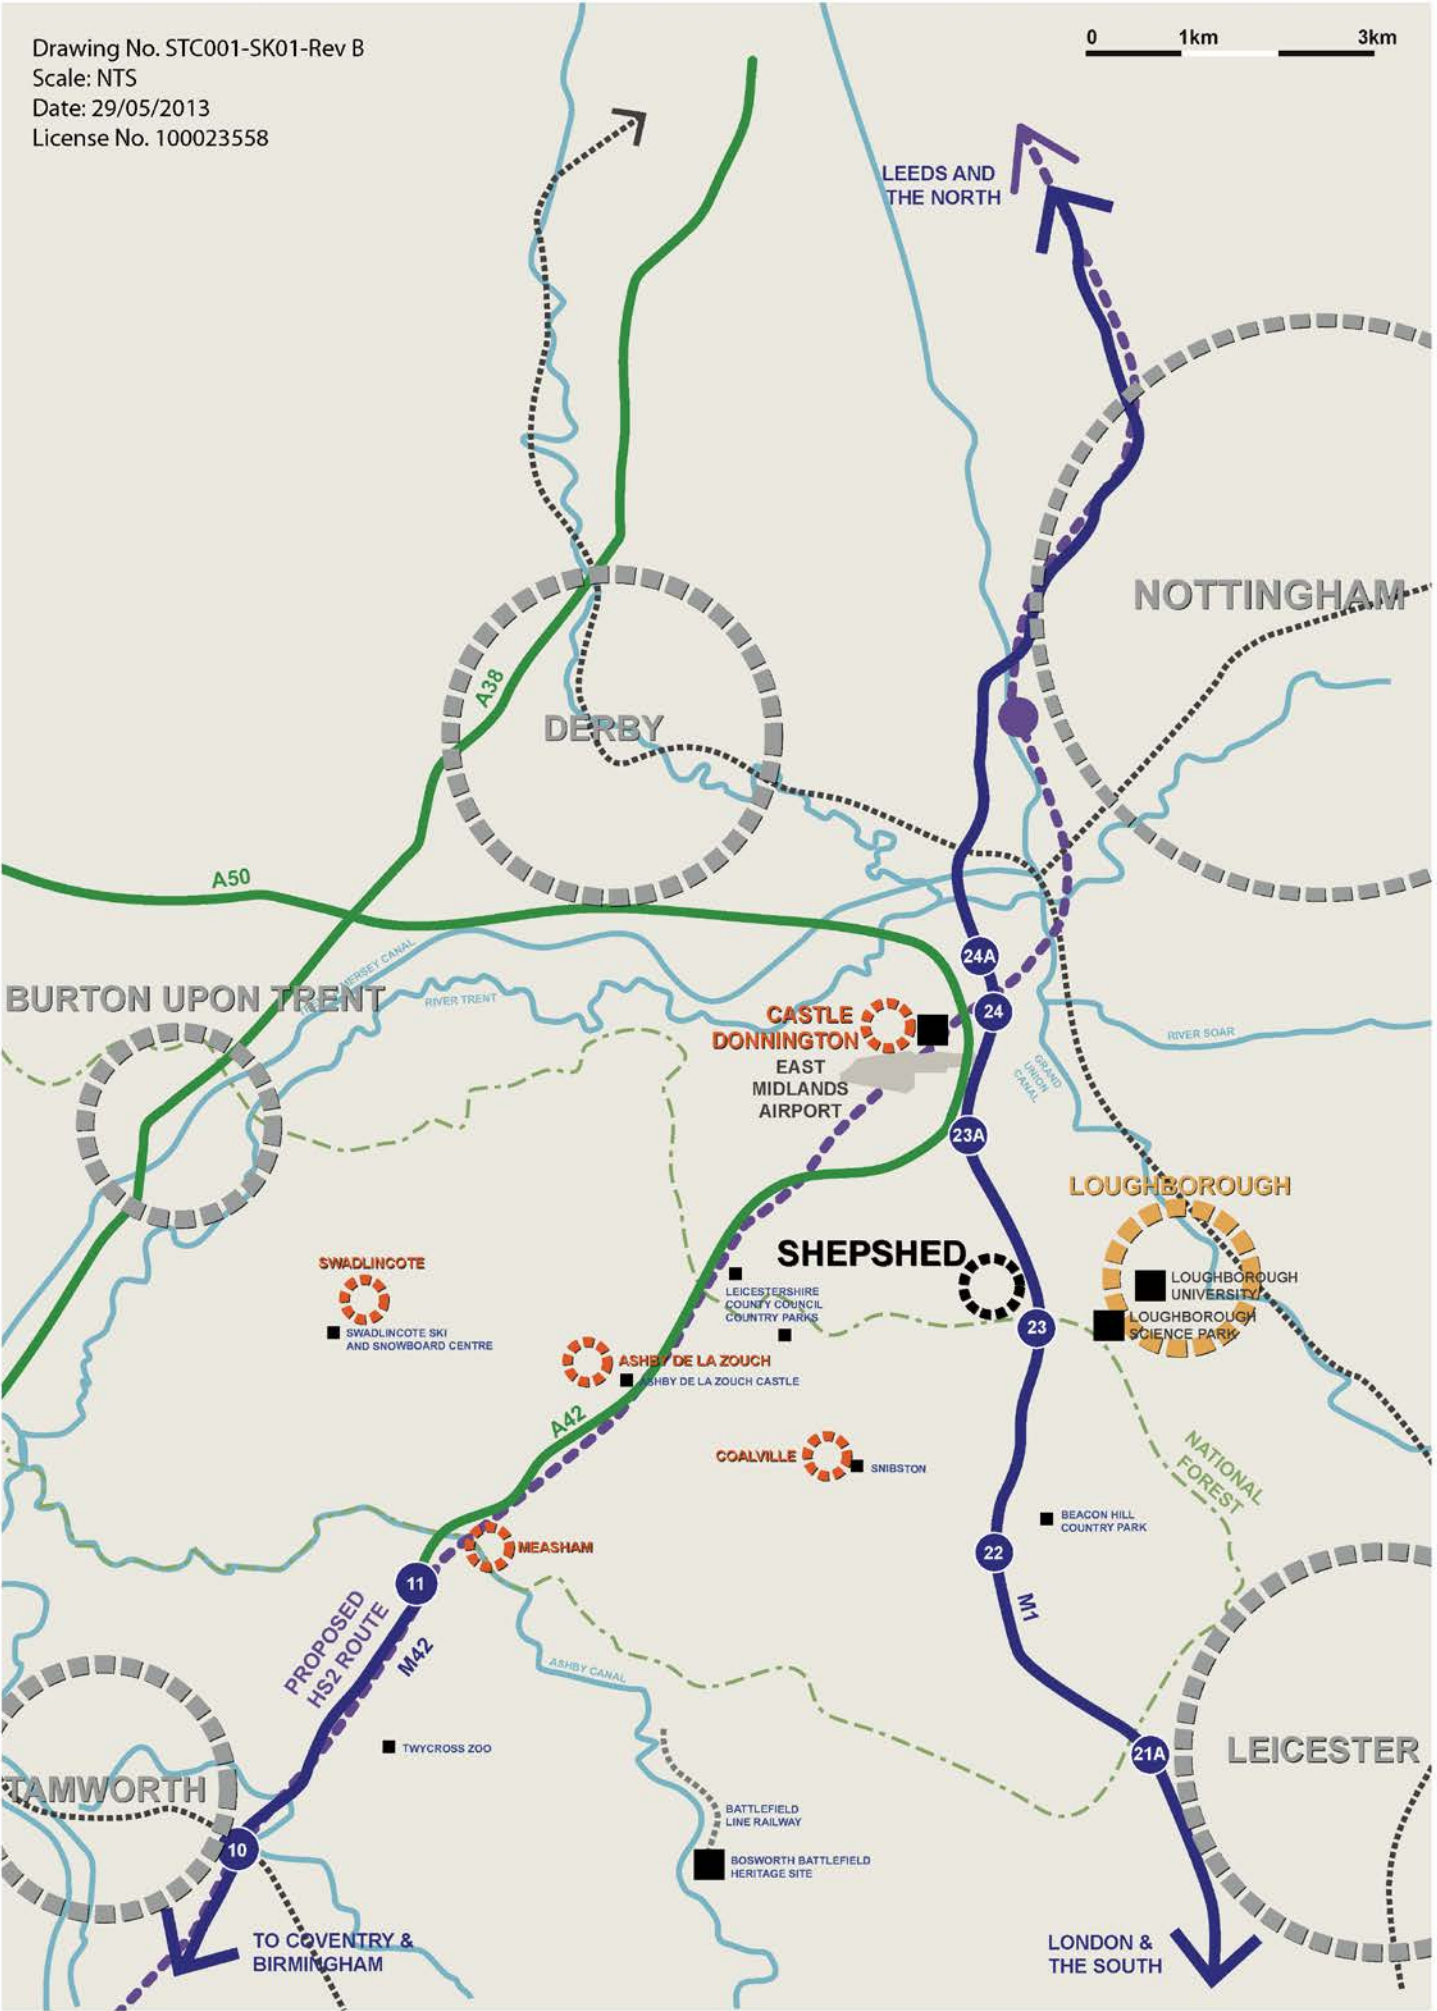 Drawing No. STC001-SK01-Rev B
Scale: NTS
Date: 29/05/2013
License No. 100023558
0 1km 3km
LEEDS AND
THE NORTH
NOTTINGHAM
A38
DERBY
A50
MERSEY CANAL
BURTON UPON TRENT
RIVER TRENT
24A
24
CASTLE
DONNINGTON
EAST
MIDLANDS
AIRPORT
RIVER SOAR
GRAND
UNION
CANAL
23A
LOUGHBOROUGH
SHEPSHED
SWADLINCOTE
LOUGHBOROUGH
UNIVERSITY
LEICESTERSHIRE
COUNTY COUNCIL
COUNTRY PARKS
LOUGHBOROUGH
SCIENCE PARK
23
SWADLINCOTE SKI
AND SNOWBOARD CENTRE
ASHBY DE LA ZOUCH
ASHBY DE LA ZOUCH CASTLE
A42
COALVILLE
SNIBSTON
NATIONAL
FOREST
BEACON HILL
COUNTRY PARK
MEASHAM
22
11
M1
PROPOSED
HS2 ROUTE
M42
ASHBY CANAL
TWYCROSS ZOO
21A
LEICESTER
TAMWORTH
BATTLEFIELD
LINE RAILWAY
10
BOSWORTH BATTLEFIELD
HERITAGE SITE
TO COVENTRY &
BIRMINGHAM
LONDON &
THE SOUTH